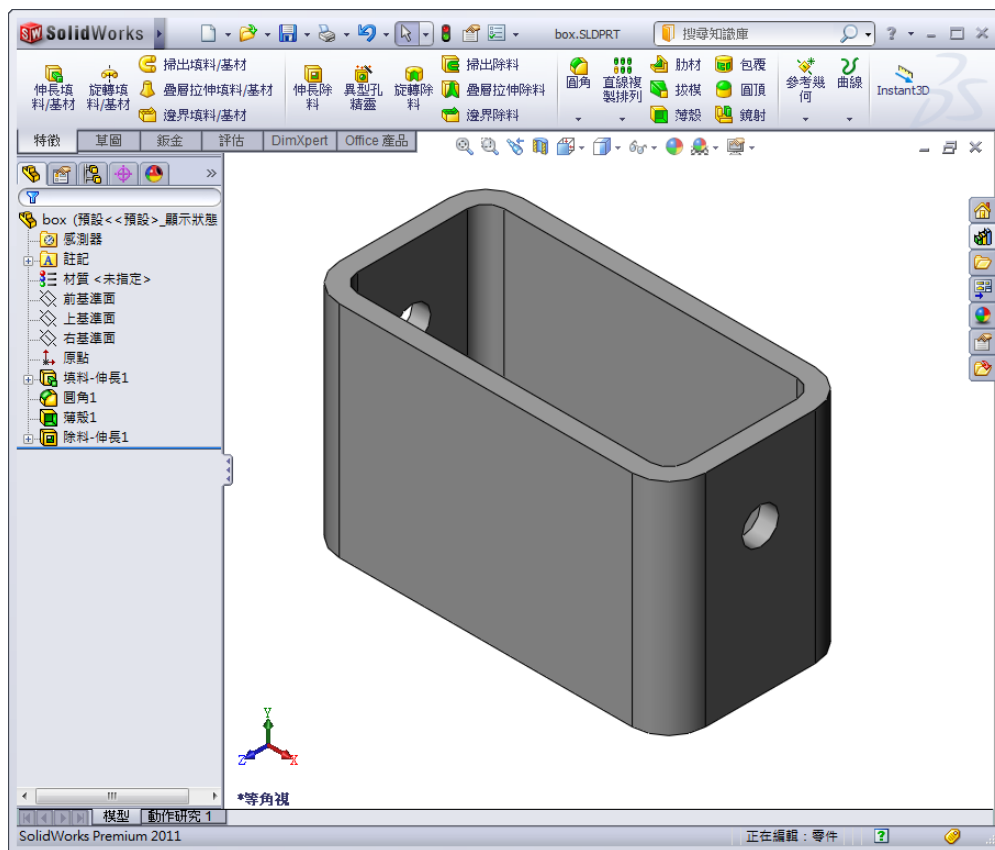 SolidWorks
box.SLDPRT
搜尋知識庫
伸長填料/基材
旋轉填料/基材
掃出填料/基材
疊層拉伸填料/基材
邊界填料/基材
伸長除料
異型孔精靈
旋轉除料
掃出除料
疊層拉伸除料
邊界除料
圓角
直線複製排列
肋材
拔模
薄殼
包覆
圓頂
鏡射
參考幾何
曲線
Instant3D
特徵 草圖 鈑金 評估 DimXpert Office 產品
box (預設<<預設>_顯示狀態
感測器
註記
材質 <未指定>
前基準面
上基準面
右基準面
原點
填料-伸長1
圓角1
薄殼1
除料-伸長1
Y
Z
X
*等角視
模型 動作研究 1
SolidWorks Premium 2011
正在編輯：零件